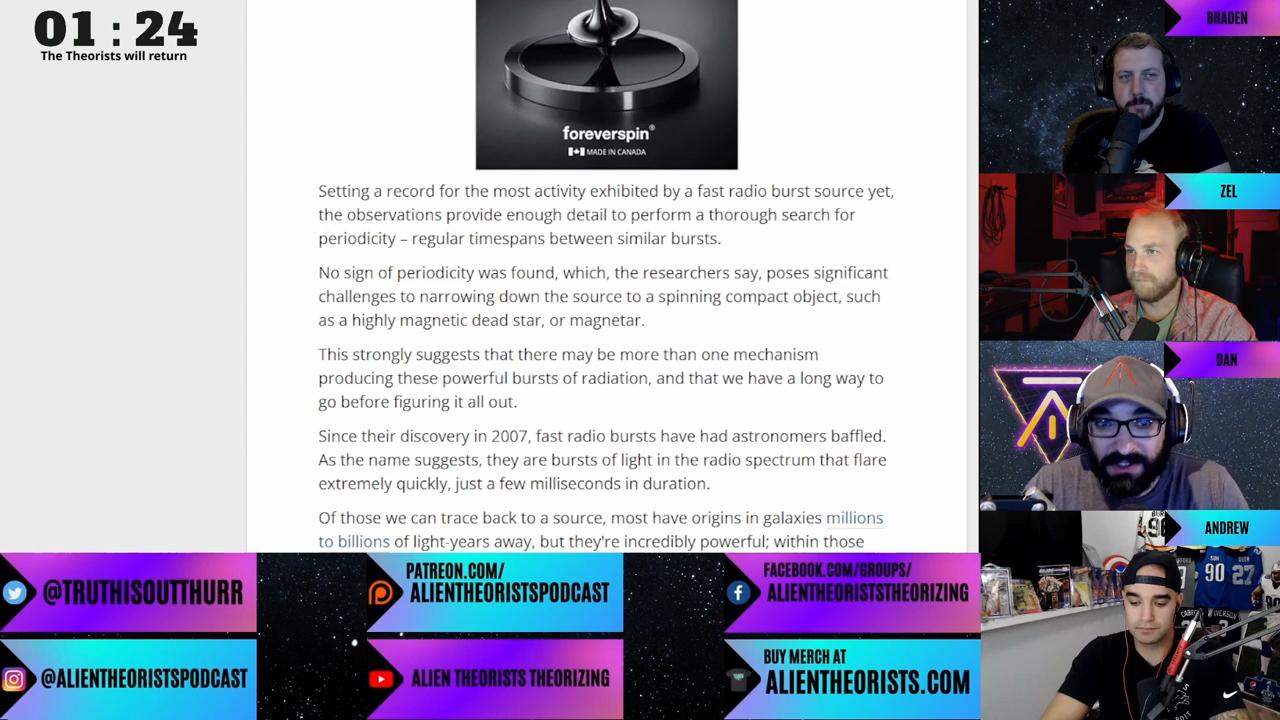 01 : 24
The Theorists will return
foreverspin®
MADE IN CANADA
Setting a record for the most activity exhibited by a fast radio burst source yet,
the observations provide enough detail to perform a thorough search for
periodicity – regular timespans between similar bursts.
No sign of periodicity was found, which, the researchers say, poses significant
challenges to narrowing down the source to a spinning compact object, such
as a highly magnetic dead star, or magnetar.
This strongly suggests that there may be more than one mechanism
producing these powerful bursts of radiation, and that we have a long way to
go before figuring it all out.
Since their discovery in 2007, fast radio bursts have had astronomers baffled.
As the name suggests, they are bursts of light in the radio spectrum that flare
extremely quickly, just a few milliseconds in duration.
Of those we can trace back to a source, most have origins in galaxies millions
to billions of light-years away, but they're incredibly powerful; within those
BRADEN
ZEL
DAN
ANDREW
90 27
@TRUTHISOUTTHURR
PATREON.COM/
ALIENTHEORISTSPODCAST
FACEBOOK.COM/GROUPS/
ALIENTHEORISTSTHEORIZING
@ALIENTHEORISTSPODCAST
ALIEN THEORISTS THEORIZING
BUY MERCH AT
ALIENTHEORISTS.COM